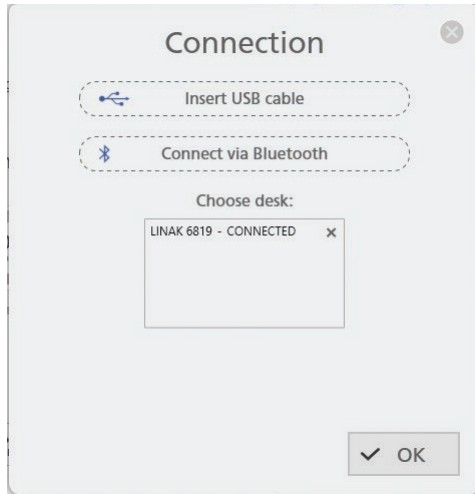 Connection
Insert USB cable
Connect via Bluetooth
Choose desk:
LINAK 6819 - CONNECTED
OK